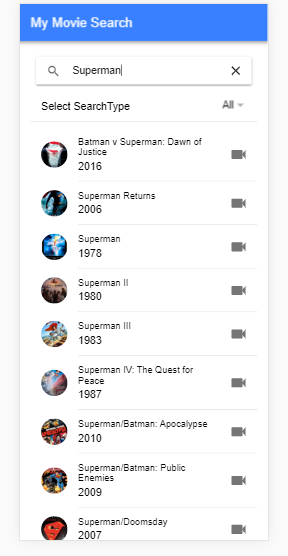 My Movie Search
Superman
Select SearchType
All
Batman v Superman: Dawn of
Justice
2016
Superman Returns
2006
Superman
1978
Superman II
1980
Superman III
1983
Superman IV: The Quest for
Peace
1987
Superman/Batman: Apocalypse
2010
Superman/Batman: Public
Enemies
2009
Superman/Doomsday
2007